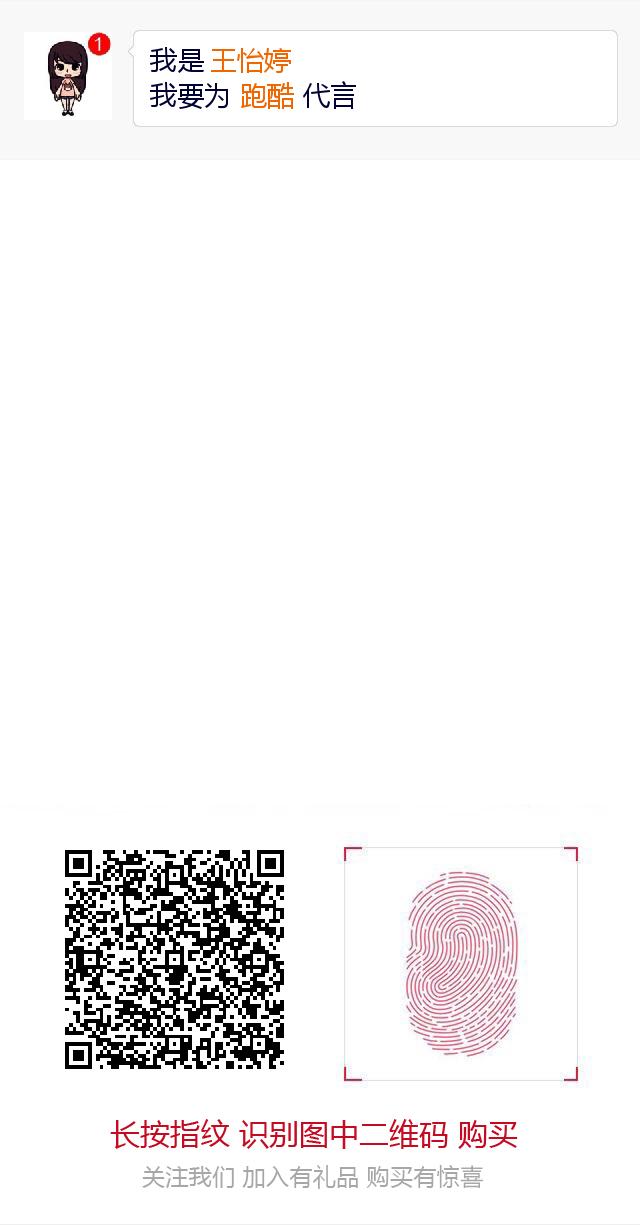 1
我是 王怡婷
我要为 跑酷 代言
长按指纹 识别图中二维码 购买
关注我们 加入有礼品 购买有惊喜